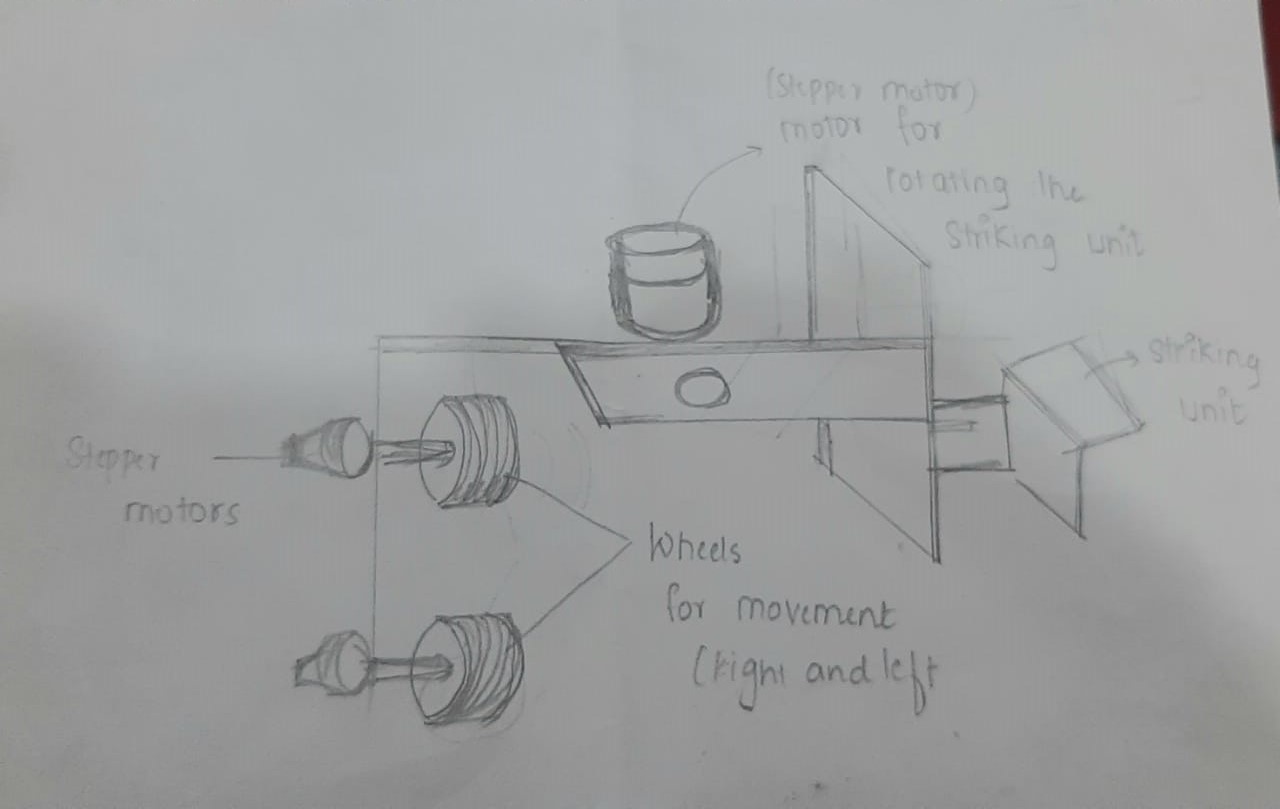 (Stepper motor)
motor for
rotating the
striking unit
striking
unit
Stepper
motors
Wheels
for movement
(right and left